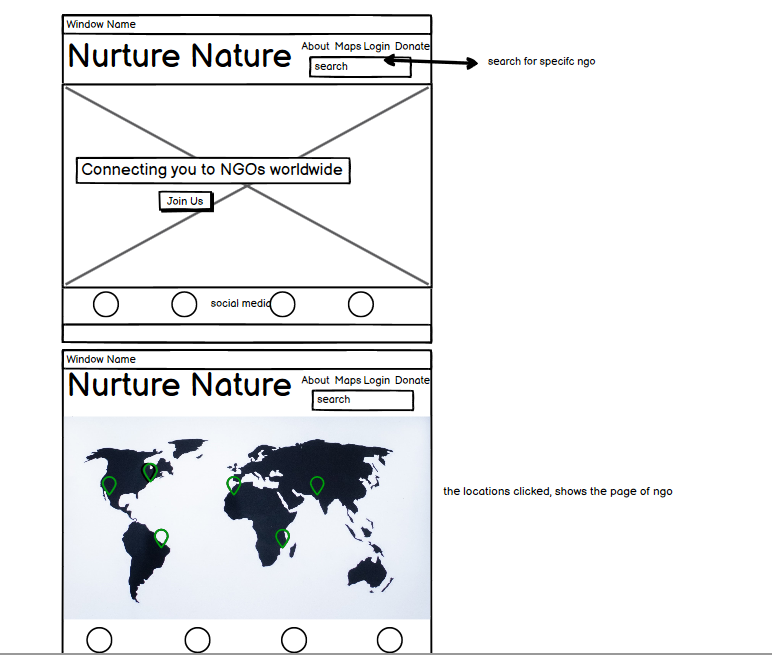 Window Name
Nurture Nature
About Maps Login Donate
search
search for specifc ngo
Connecting you to NGOs worldwide
Join Us
social media
Window Name
Nurture Nature
About Maps Login Donate
search
the locations clicked, shows the page of ngo